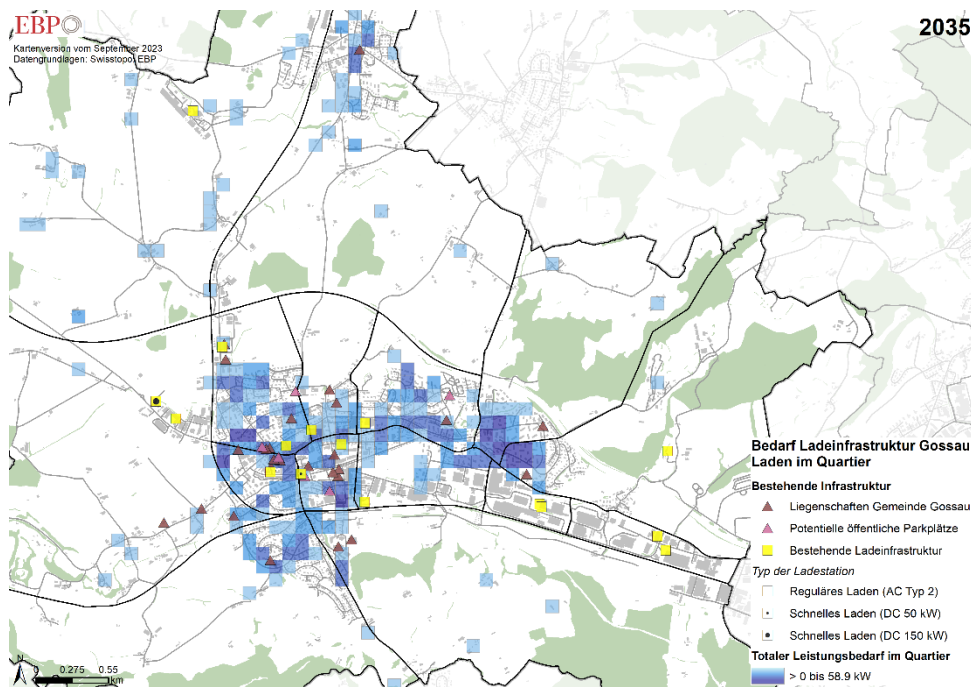 EBP
2035
Kartenversion vom September 2023
Datengrundlagen: Swisstopo, EBP
Bedarf Ladeinfrastruktur Gossau
Laden im Quartier
Bestehende Infrastruktur
Liegenschaften Gemeinde Gossau
Potentielle öffentliche Parkplätze
Bestehende Ladeinfrastruktur
Typ der Ladestation
Reguläres Laden (AC Typ 2)
Schnelles Laden (DC 50 kW)
Schnelles Laden (DC 150 kW)
Totaler Leistungsbedarf im Quartier
> 0 bis 58.9 kW
N
0 0.275 0.55
km